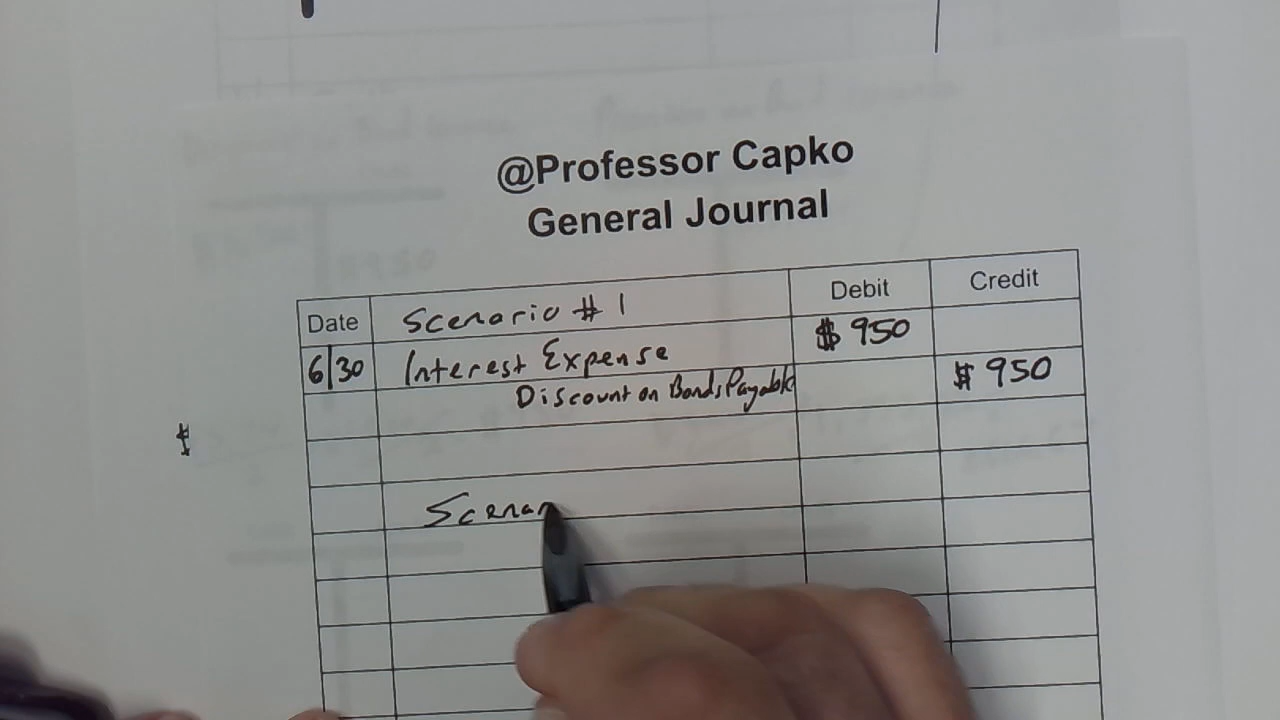 @Professor Capko
General Journal
Date Scenario #1 Debit Credit
6/30 Interest Expense $950
Discount on Bonds Payable $950
Scenar